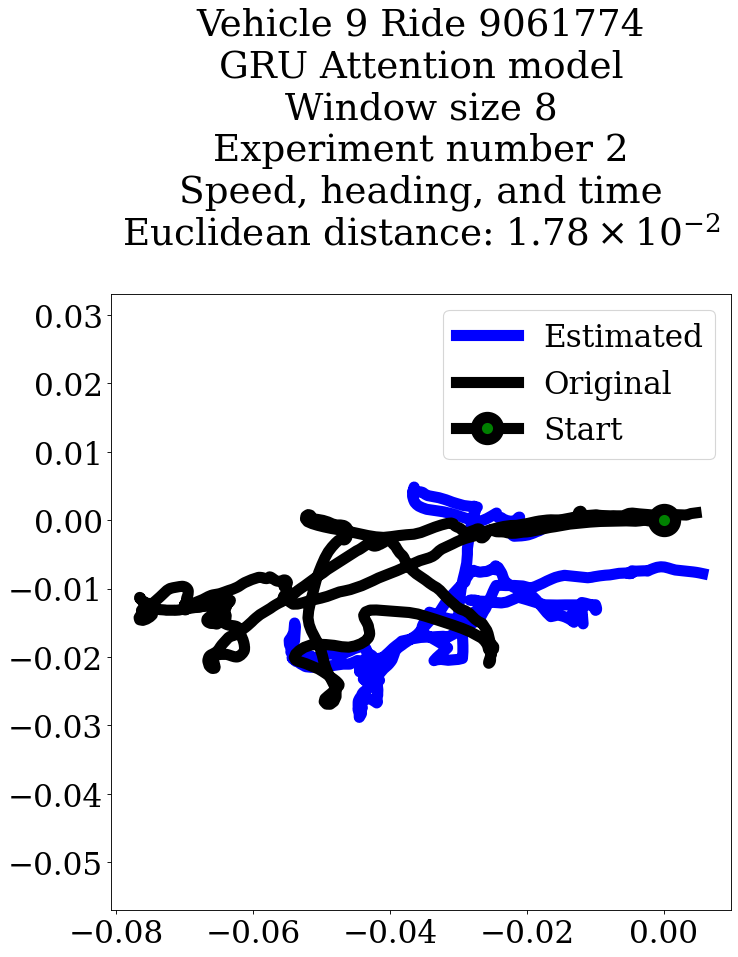 Vehicle 9 Ride 9061774
GRU Attention model
Window size 8
Experiment number 2
Speed, heading, and time
Euclidean distance: 1.78 × 10⁻²
Estimated
Original
Start
0.03
0.02
0.01
0.00
−0.01
−0.02
−0.03
−0.04
−0.05
−0.08 −0.06 −0.04 −0.02 0.00